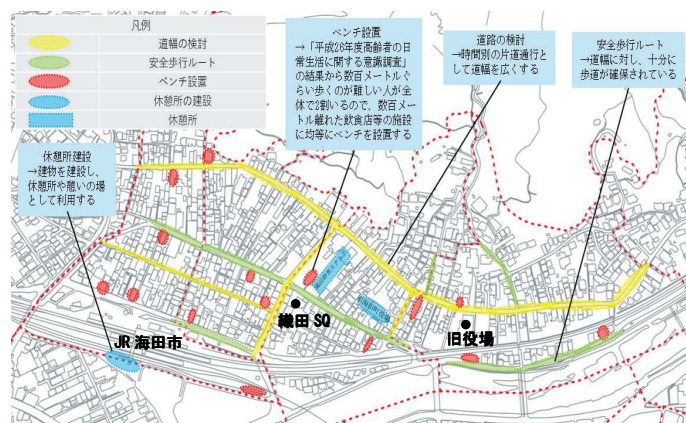 凡例
道幅の検討
安全歩行ルート
ベンチ設置
休憩所の建設
休憩所
ベンチ設置
→「平成26年度高齢者の日
常生活に関する意識調査」
の結果から数百メートルぐ
らい歩くのが難しい人が全
体で2割いるので、数百メー
トル離れた飲食店等の施設
に均等にベンチを設置する
道路の検討
→時間別の片道通行と
して道幅を広くする
安全歩行ルート
→道幅に対し、十分に
歩道が確保されている
休憩所建設
→建物を建設し、
休憩所や憩いの場
として利用する
織田 SQ
旧役場
JR 海田市